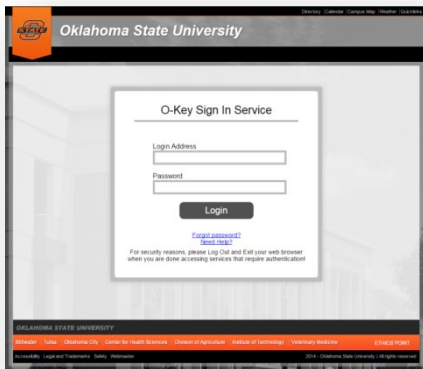 Directory |Calendar |Campus Map |Weather |Quicklinks
STATE
Oklahoma State University
O-Key Sign In Service
Login Address
Password
Login
Forgot password?
Need Help?
For security reasons, please Log Out and Exit your web browser
when you are done accessing services that require authentication!
OKLAHOMA STATE UNIVERSITY
Stillwater Tulsa Oklahoma City Center for Health Sciences Division of Agriculture Institute of Technology Veterinary Medicine ETHICS POINT
Accessibility Legal and Trademarks Safety Webmaster 2014 - Oklahoma State University | All rights reserved